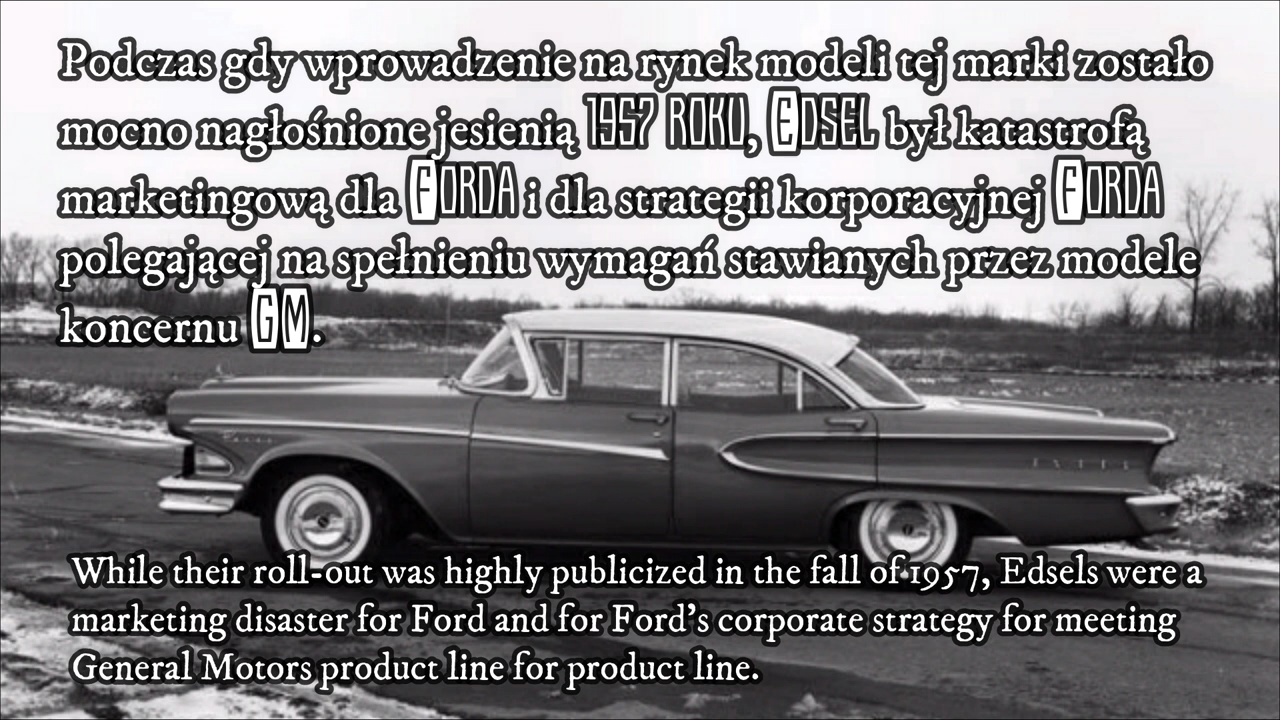 Podczas gdy wprowadzenie na rynek modeli tej marki zostało
mocno nagłośnione jesienią 1957 ROKU, EDSEL był katastrofą
marketingową dla FORDA i dla strategii korporacyjnej FORDA
polegającej na spełnieniu wymagań stawianych przez modele
koncernu GM.
While their roll-out was highly publicized in the fall of 1957, Edsels were a
marketing disaster for Ford and for Ford's corporate strategy for meeting
General Motors product line for product line.